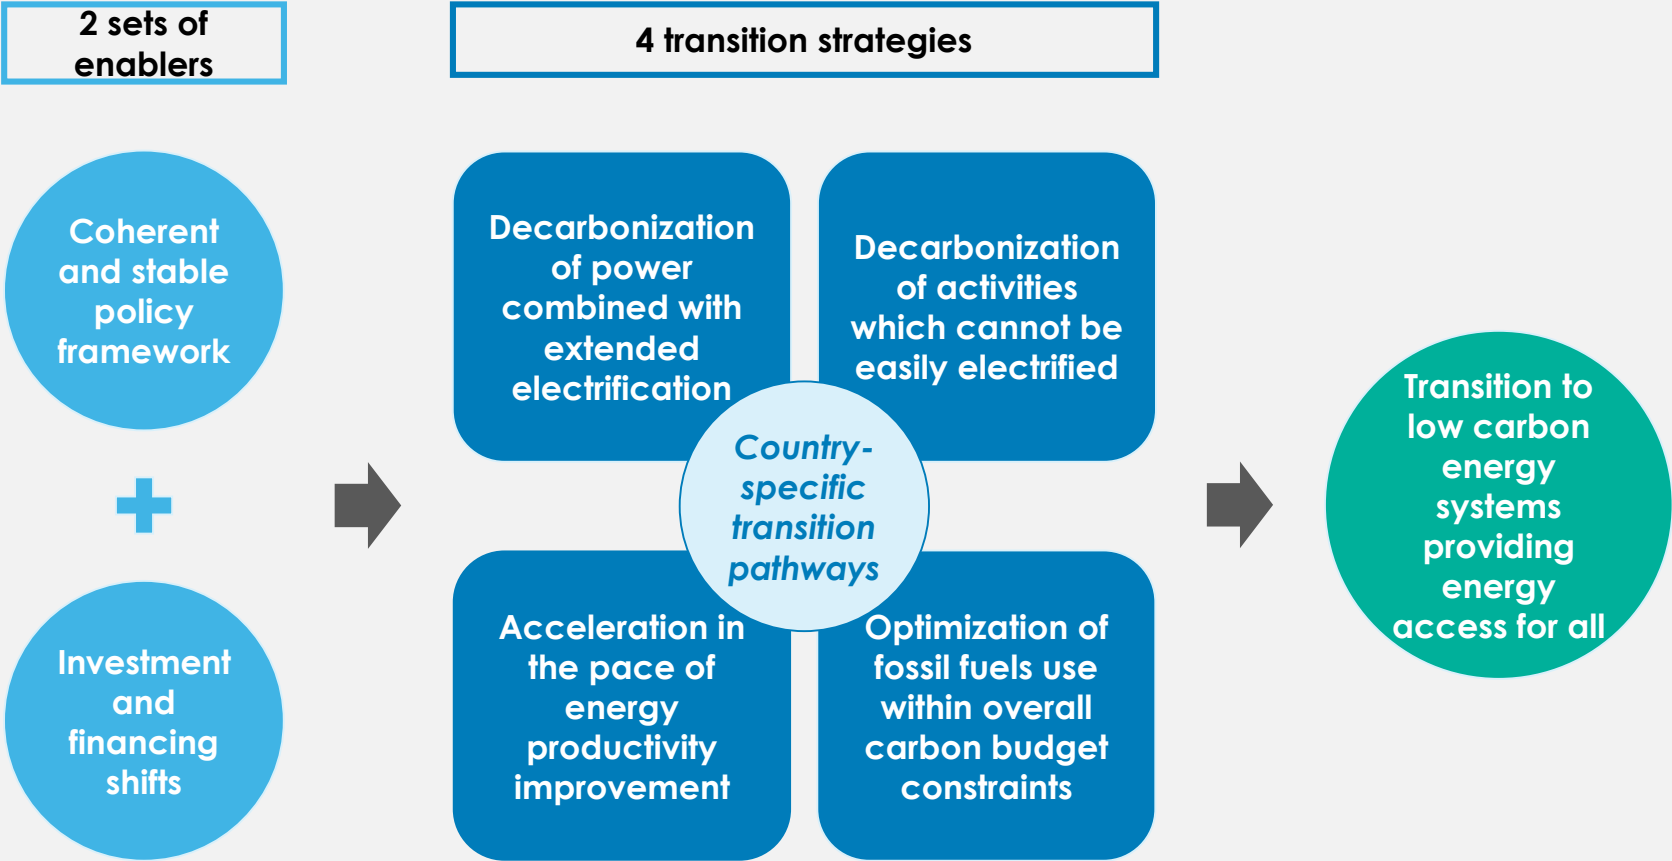 2 sets of
enablers
4 transition strategies
Coherent
and stable
policy
framework
Investment
and
financing
shifts
Decarbonization
of power
combined with
extended
electrification
Decarbonization
of activities
which cannot be
easily electrified
Country-
specific
transition
pathways
Acceleration in
the pace of
energy
productivity
improvement
Optimization of
fossil fuels use
within overall
carbon budget
constraints
Transition to
low carbon
energy
systems
providing
energy
access for all